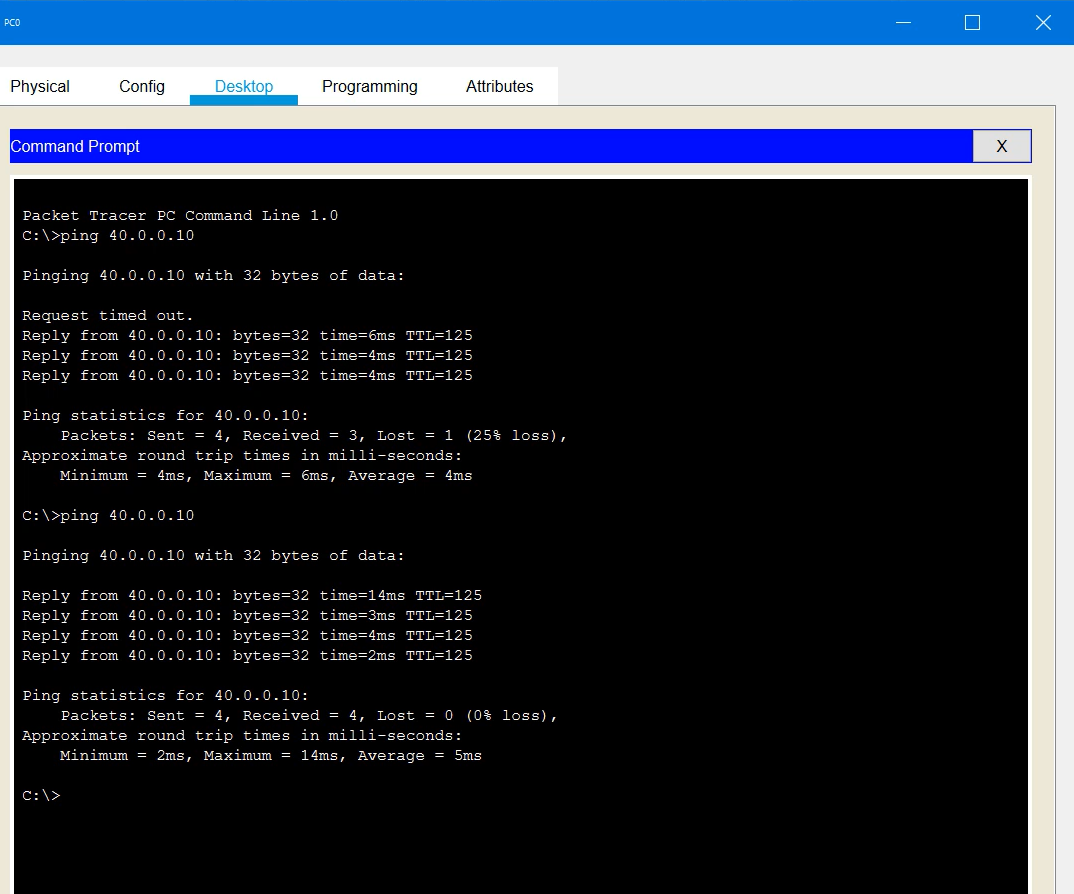 PC0
Physical Config Desktop Programming Attributes
Command Prompt X
Packet Tracer PC Command Line 1.0
C:\>ping 40.0.0.10
Pinging 40.0.0.10 with 32 bytes of data:
Request timed out.
Reply from 40.0.0.10: bytes=32 time=6ms TTL=125
Reply from 40.0.0.10: bytes=32 time=4ms TTL=125
Reply from 40.0.0.10: bytes=32 time=4ms TTL=125
Ping statistics for 40.0.0.10:
Packets: Sent = 4, Received = 3, Lost = 1 (25% loss),
Approximate round trip times in milli-seconds:
Minimum = 4ms, Maximum = 6ms, Average = 4ms
C:\>ping 40.0.0.10
Pinging 40.0.0.10 with 32 bytes of data:
Reply from 40.0.0.10: bytes=32 time=14ms TTL=125
Reply from 40.0.0.10: bytes=32 time=3ms TTL=125
Reply from 40.0.0.10: bytes=32 time=4ms TTL=125
Reply from 40.0.0.10: bytes=32 time=2ms TTL=125
Ping statistics for 40.0.0.10:
Packets: Sent = 4, Received = 4, Lost = 0 (0% loss),
Approximate round trip times in milli-seconds:
Minimum = 2ms, Maximum = 14ms, Average = 5ms
C:\>